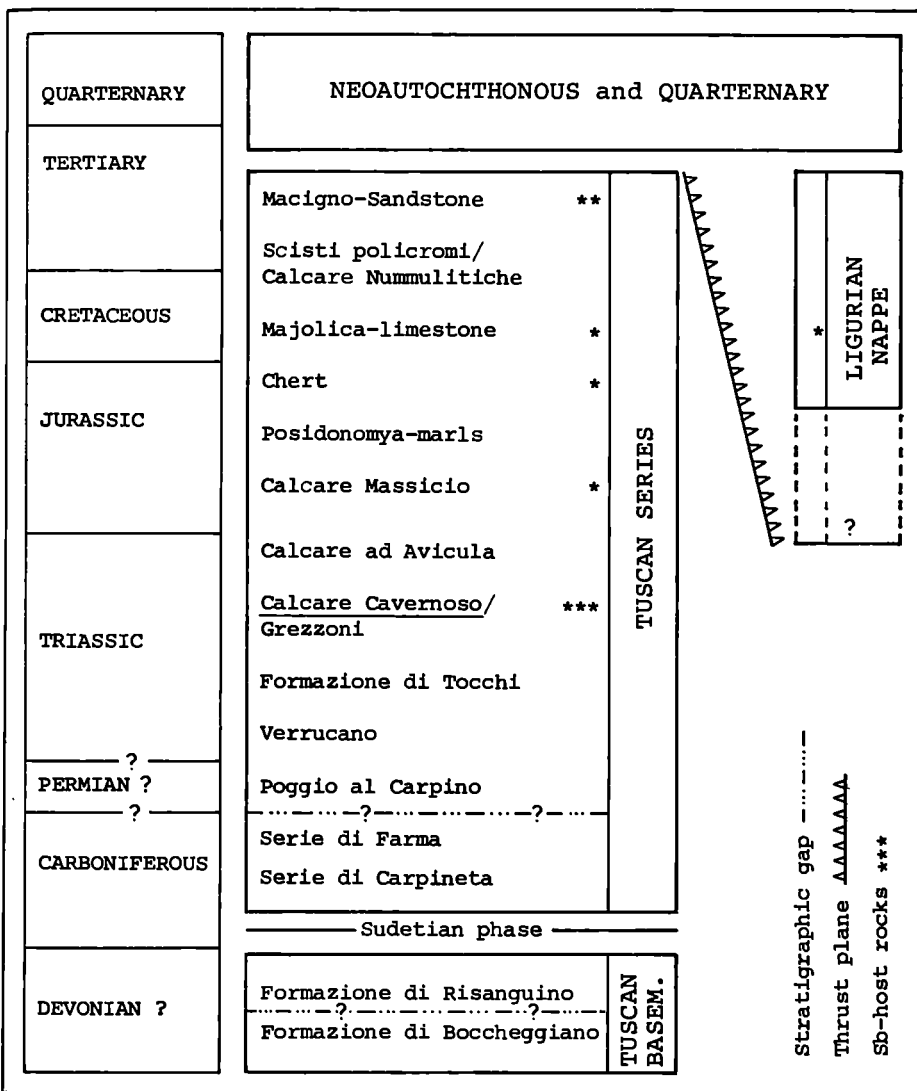 QUARTERNARY
TERTIARY
CRETACEOUS
JURASSIC
TRIASSIC
?
PERMIAN ?
?
CARBONIFEROUS
DEVONIAN ?
NEOAUTOCHTHONOUS and QUARTERNARY
Macigno-Sandstone **
Scisti policromi/
Calcare Nummulitiche
Majolica-limestone *
Chert *
Posidonomya-marls
Calcare Massicio *
Calcare ad Avicula
Calcare Cavernoso/ ***
Grezzoni
Formazione di Tocchi
Verrucano
Poggio al Carpino
? ?
Serie di Farma
Serie di Carpineta
TUSCAN SERIES
Sudetian phase
Formazione di Risanguino
? ?
Formazione di Boccheggiano
TUSCAN
BASEM.
*
LIGURIAN
NAPPE
?
Stratigraphic gap
Thrust plane
Sb-host rocks ***